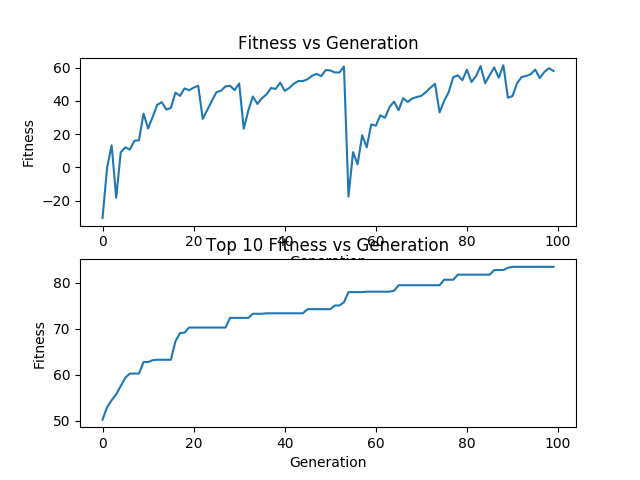 Fitness vs Generation
Fitness
60
40
20
0
−20
0 20 40 60 80 100
Generation
Top 10 Fitness vs Generation
Fitness
80
70
60
50
0 20 40 60 80 100
Generation